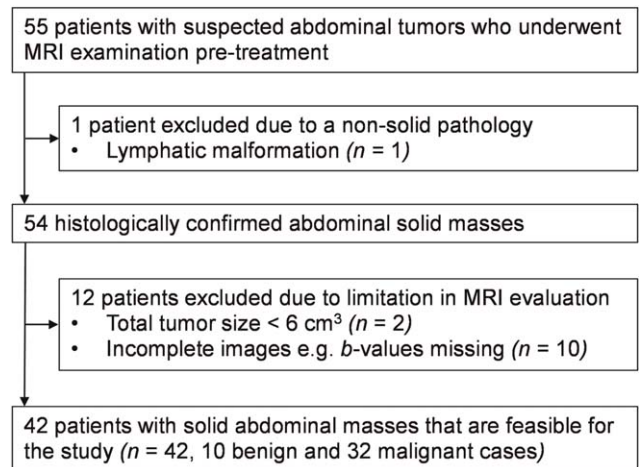 55 patients with suspected abdominal tumors who underwent
MRI examination pre-treatment
1 patient excluded due to a non-solid pathology
• Lymphatic malformation (n = 1)
54 histologically confirmed abdominal solid masses
12 patients excluded due to limitation in MRI evaluation
• Total tumor size < 6 cm³ (n = 2)
• Incomplete images e.g. b-values missing (n = 10)
42 patients with solid abdominal masses that are feasible for
the study (n = 42, 10 benign and 32 malignant cases)